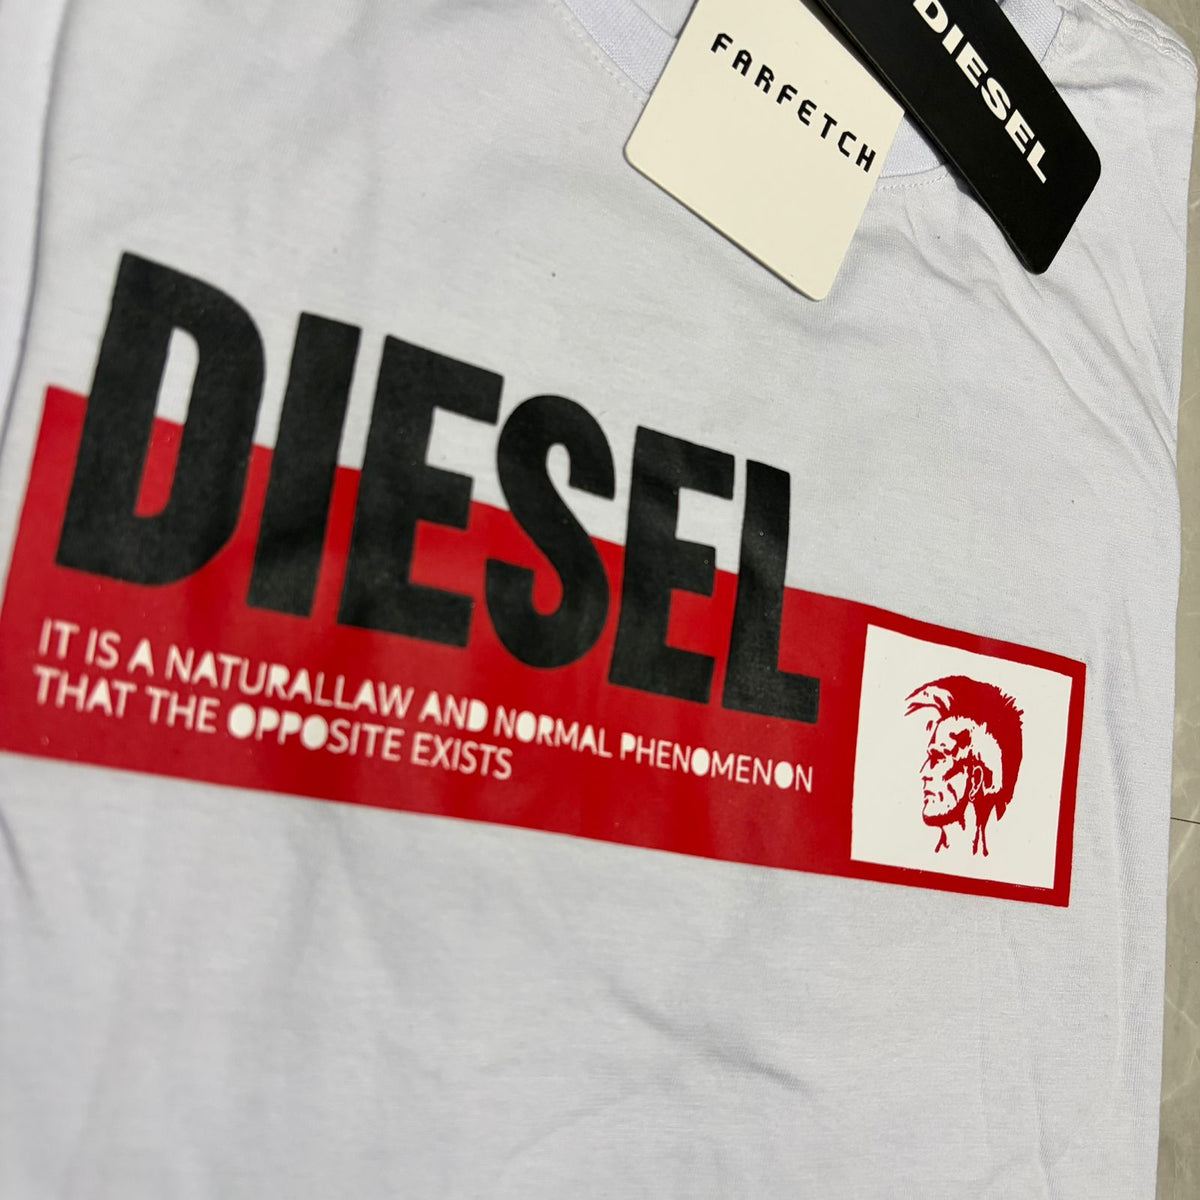 FARFETCH
DIESEL
DIESEL
IT IS A NATURALLAW AND NORMAL PHENOMENON
THAT THE OPPOSITE EXISTS